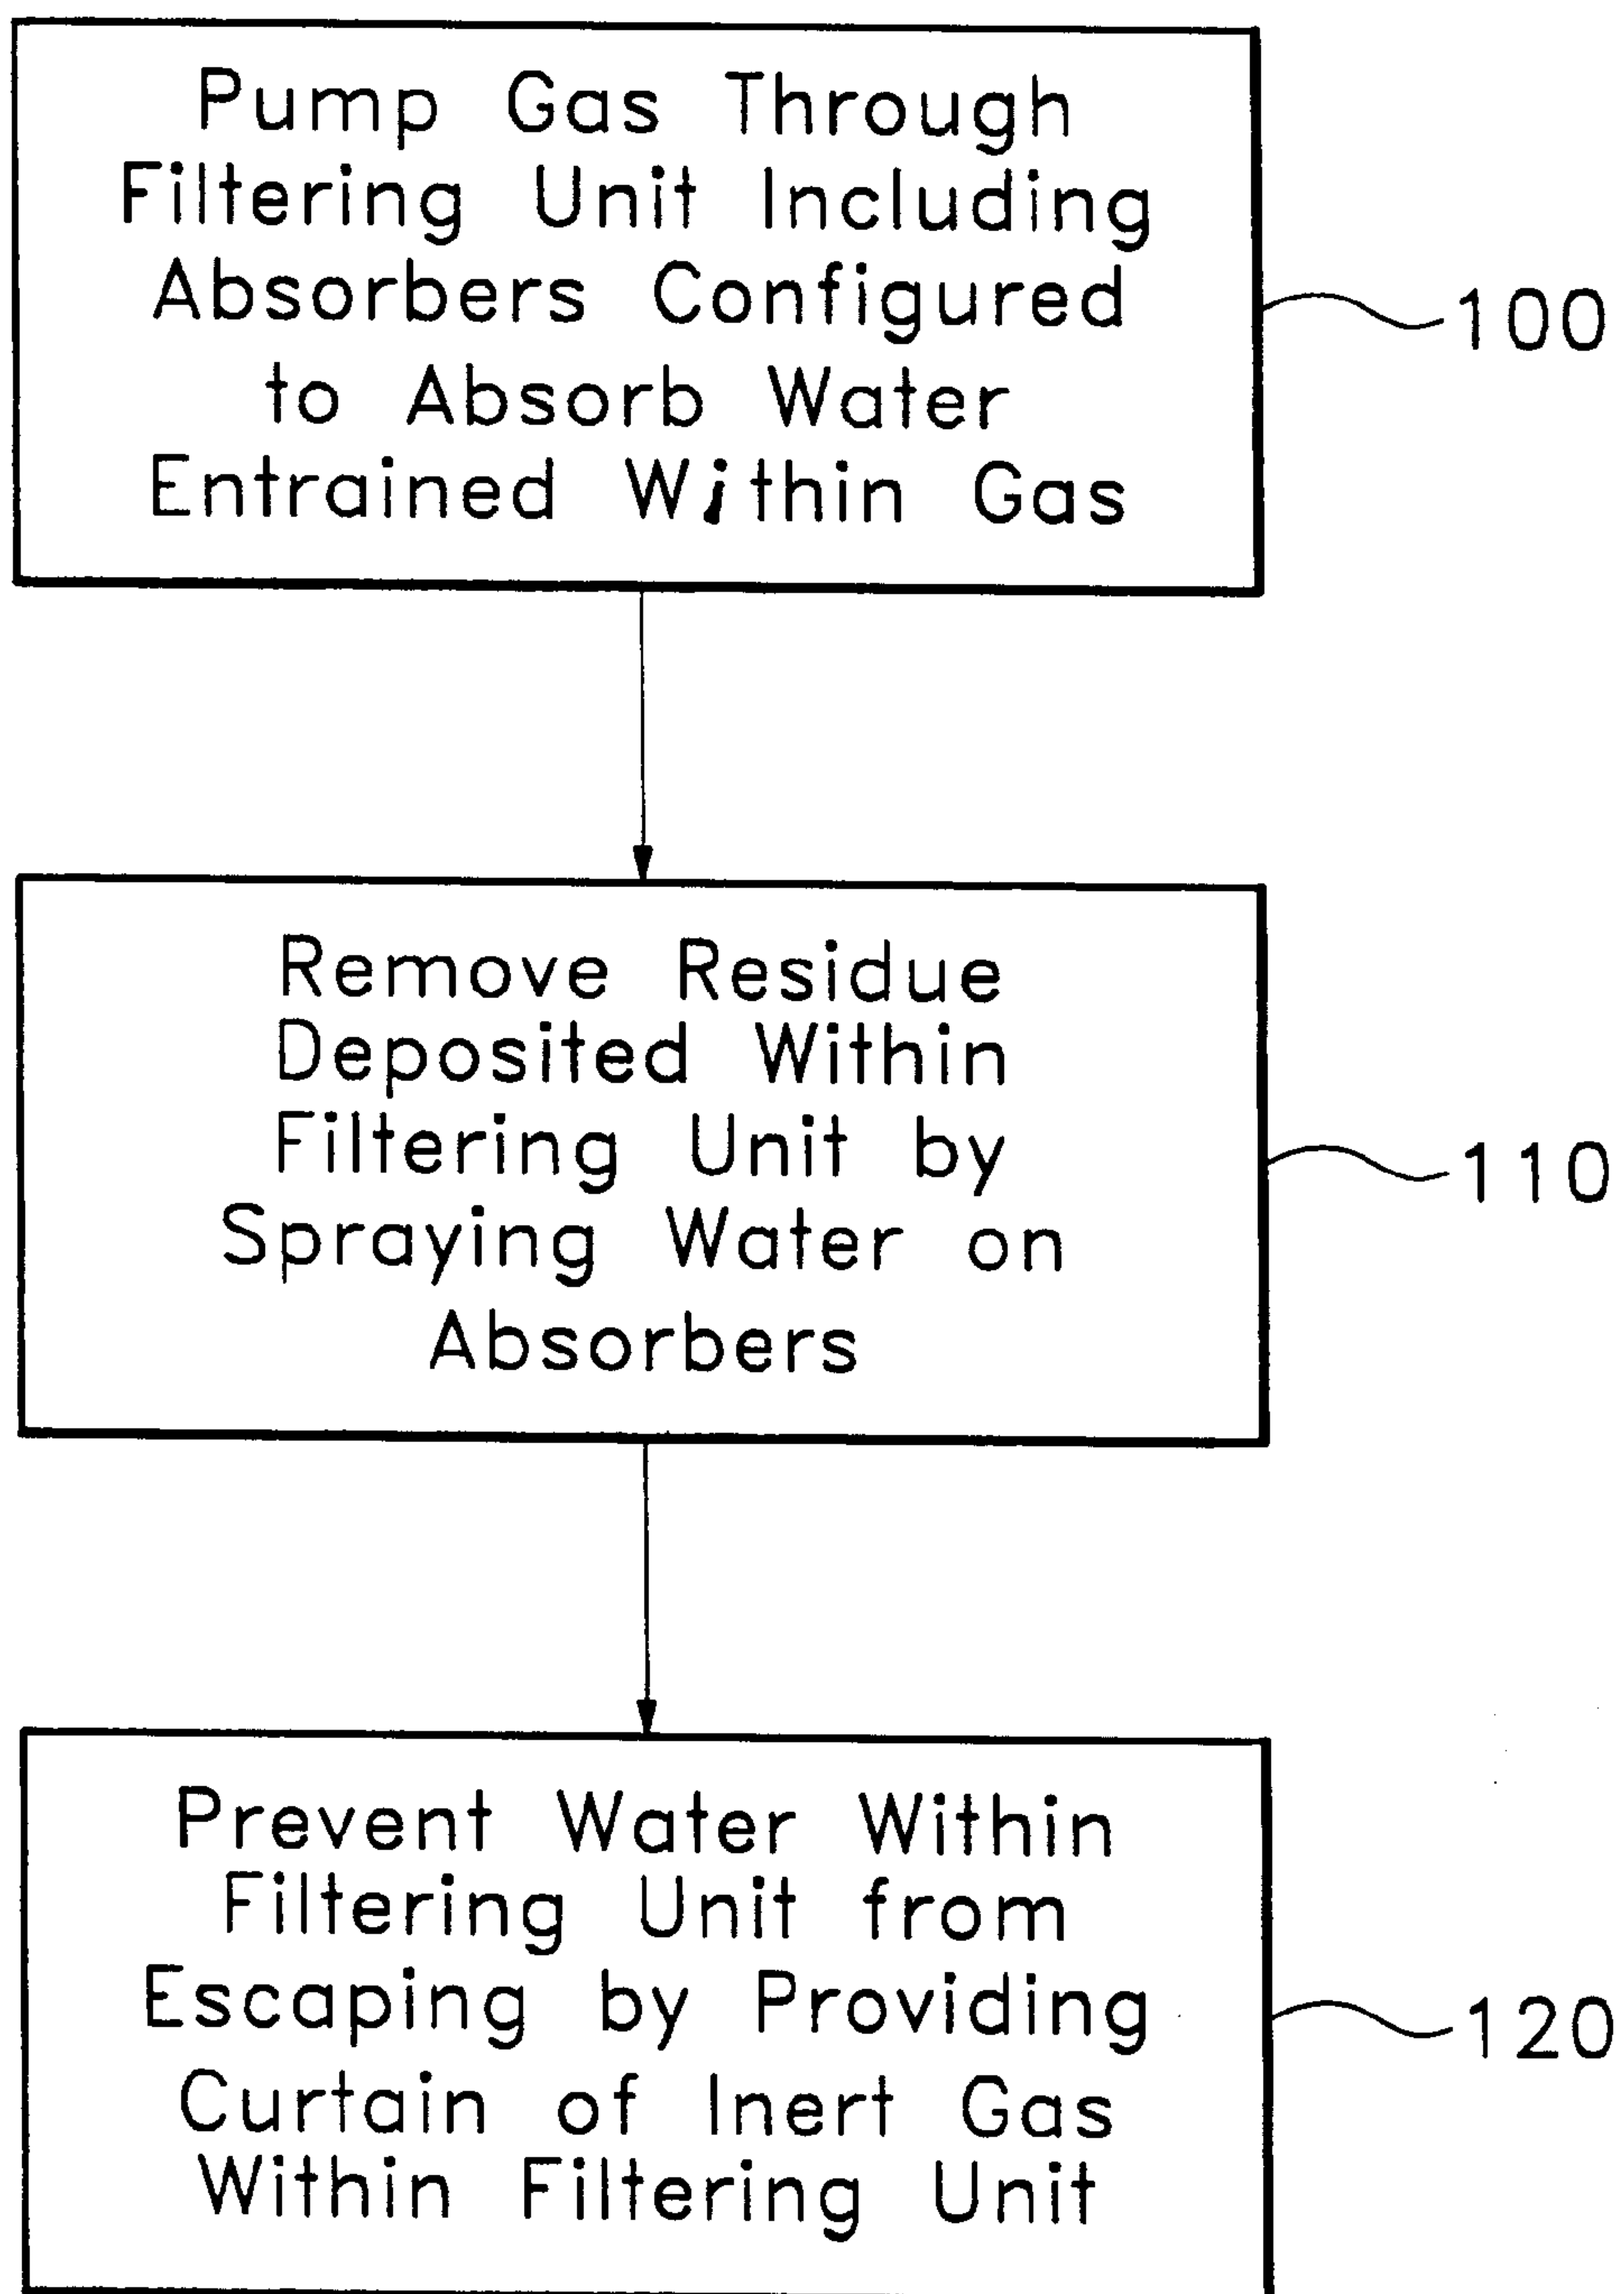 Pump Gas Through
Filtering Unit Including
Absorbers Configured
to Absorb Water
Entrained Within Gas
100
Remove Residue
Deposited Within
Filtering Unit by
Spraying Water on
Absorbers
110
Prevent Water Within
Filtering Unit from
Escaping by Providing
Curtain of Inert Gas
Within Filtering Unit
120